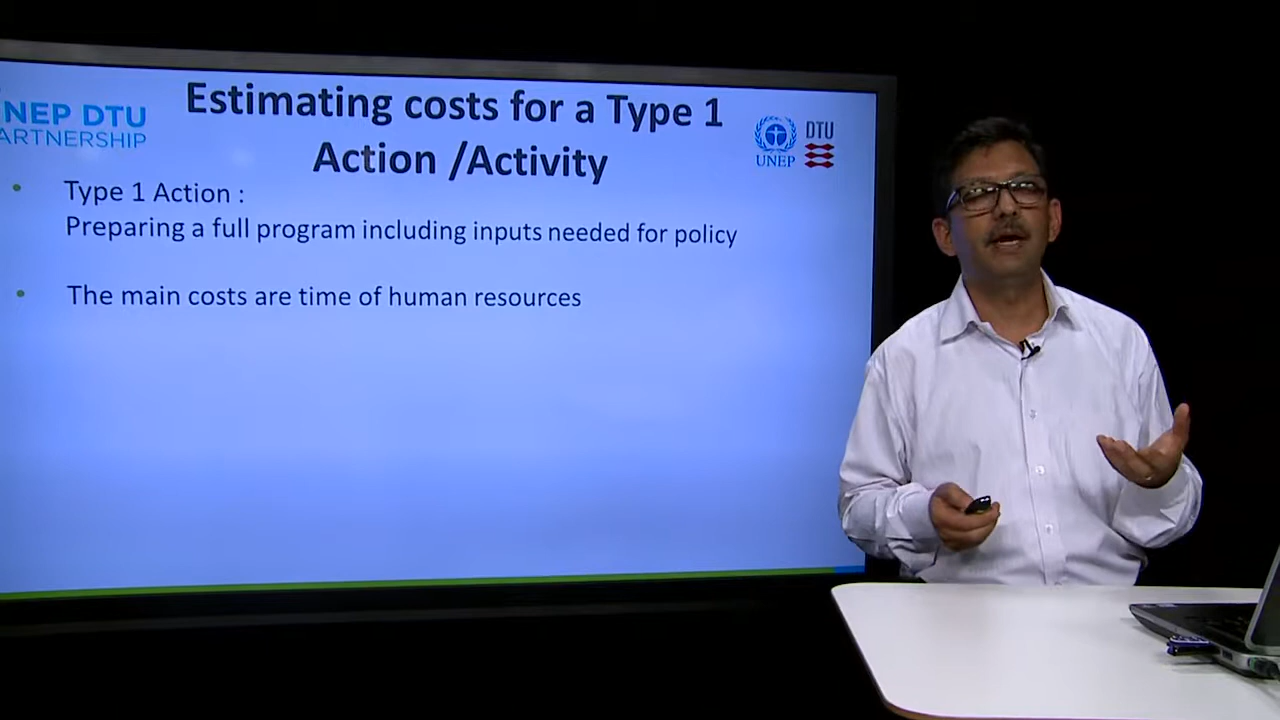 Estimating costs for a Type 1
Action /Activity
NEP DTU
ARTNERSHIP
UNEP
DTU
• Type 1 Action :
Preparing a full program including inputs needed for policy
• The main costs are time of human resources